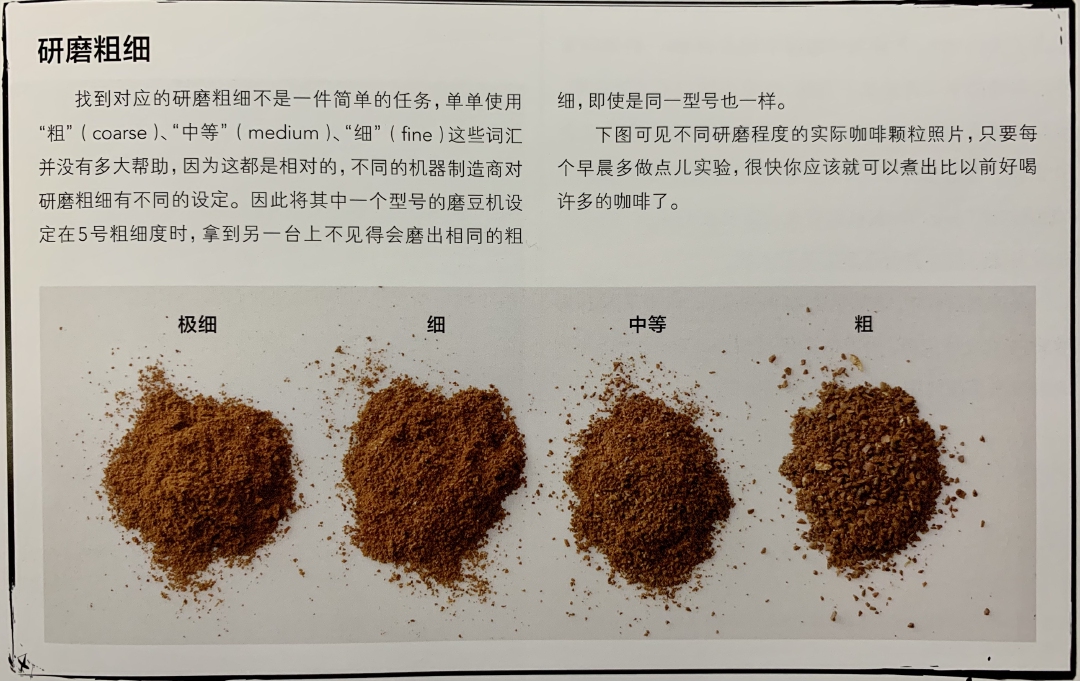 研磨粗细
找到对应的研磨粗细不是一件简单的任务，单单使用
“粗”（coarse）、“中等”（medium）、“细”（fine）这些词汇
并没有多大帮助，因为这都是相对的，不同的机器制造商对
研磨粗细有不同的设定。因此将其中一个型号的磨豆机设
定在5号粗细度时，拿到另一台上不见得会磨出相同的粗
细，即使是同一型号也一样。
下图可见不同研磨程度的实际咖啡颗粒照片，只要每
个早晨多做点儿实验，很快你应该就可以煮出比以前好喝
许多的咖啡了。
极细
细
中等
粗